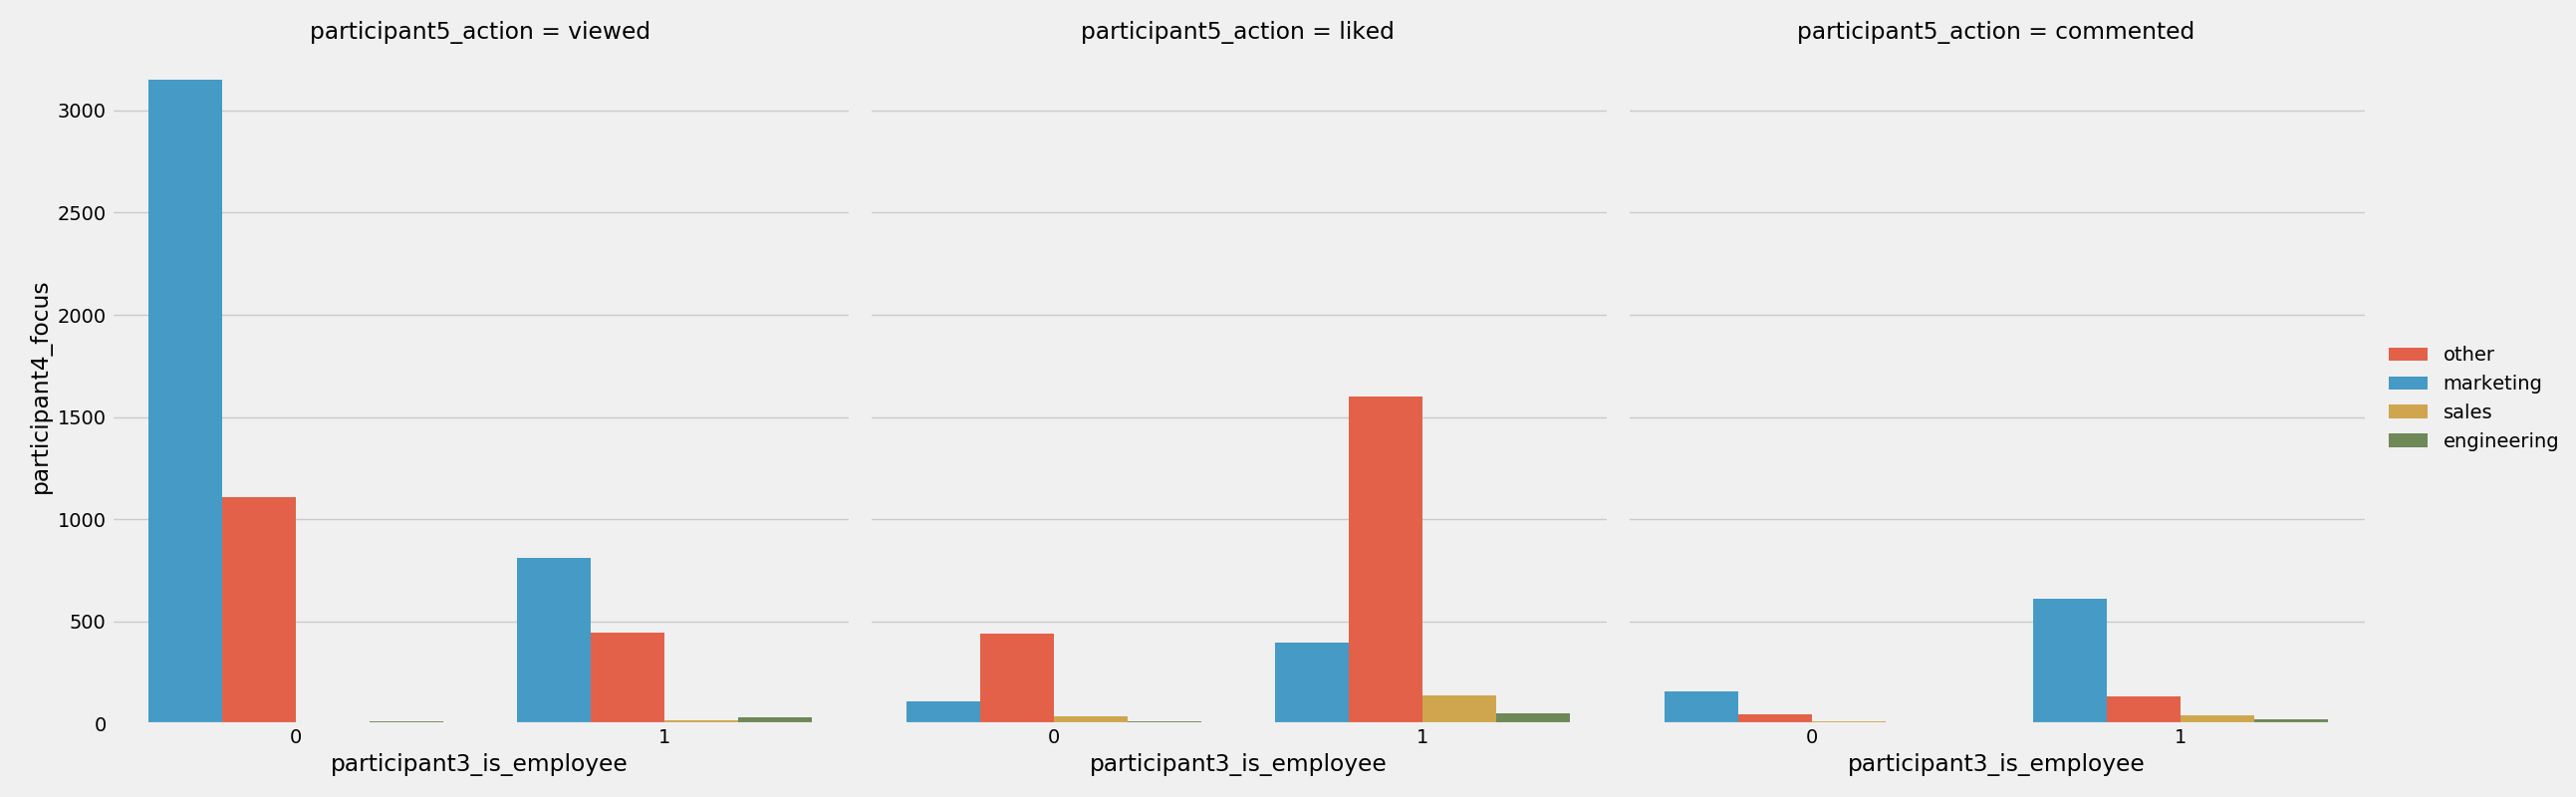 participant5_action = viewed
participant5_action = liked
participant5_action = commented
participant4_focus
3000
2500
2000
1500
1000
500
0
0
1
0
1
0
1
participant3_is_employee
participant3_is_employee
participant3_is_employee
other
marketing
sales
engineering